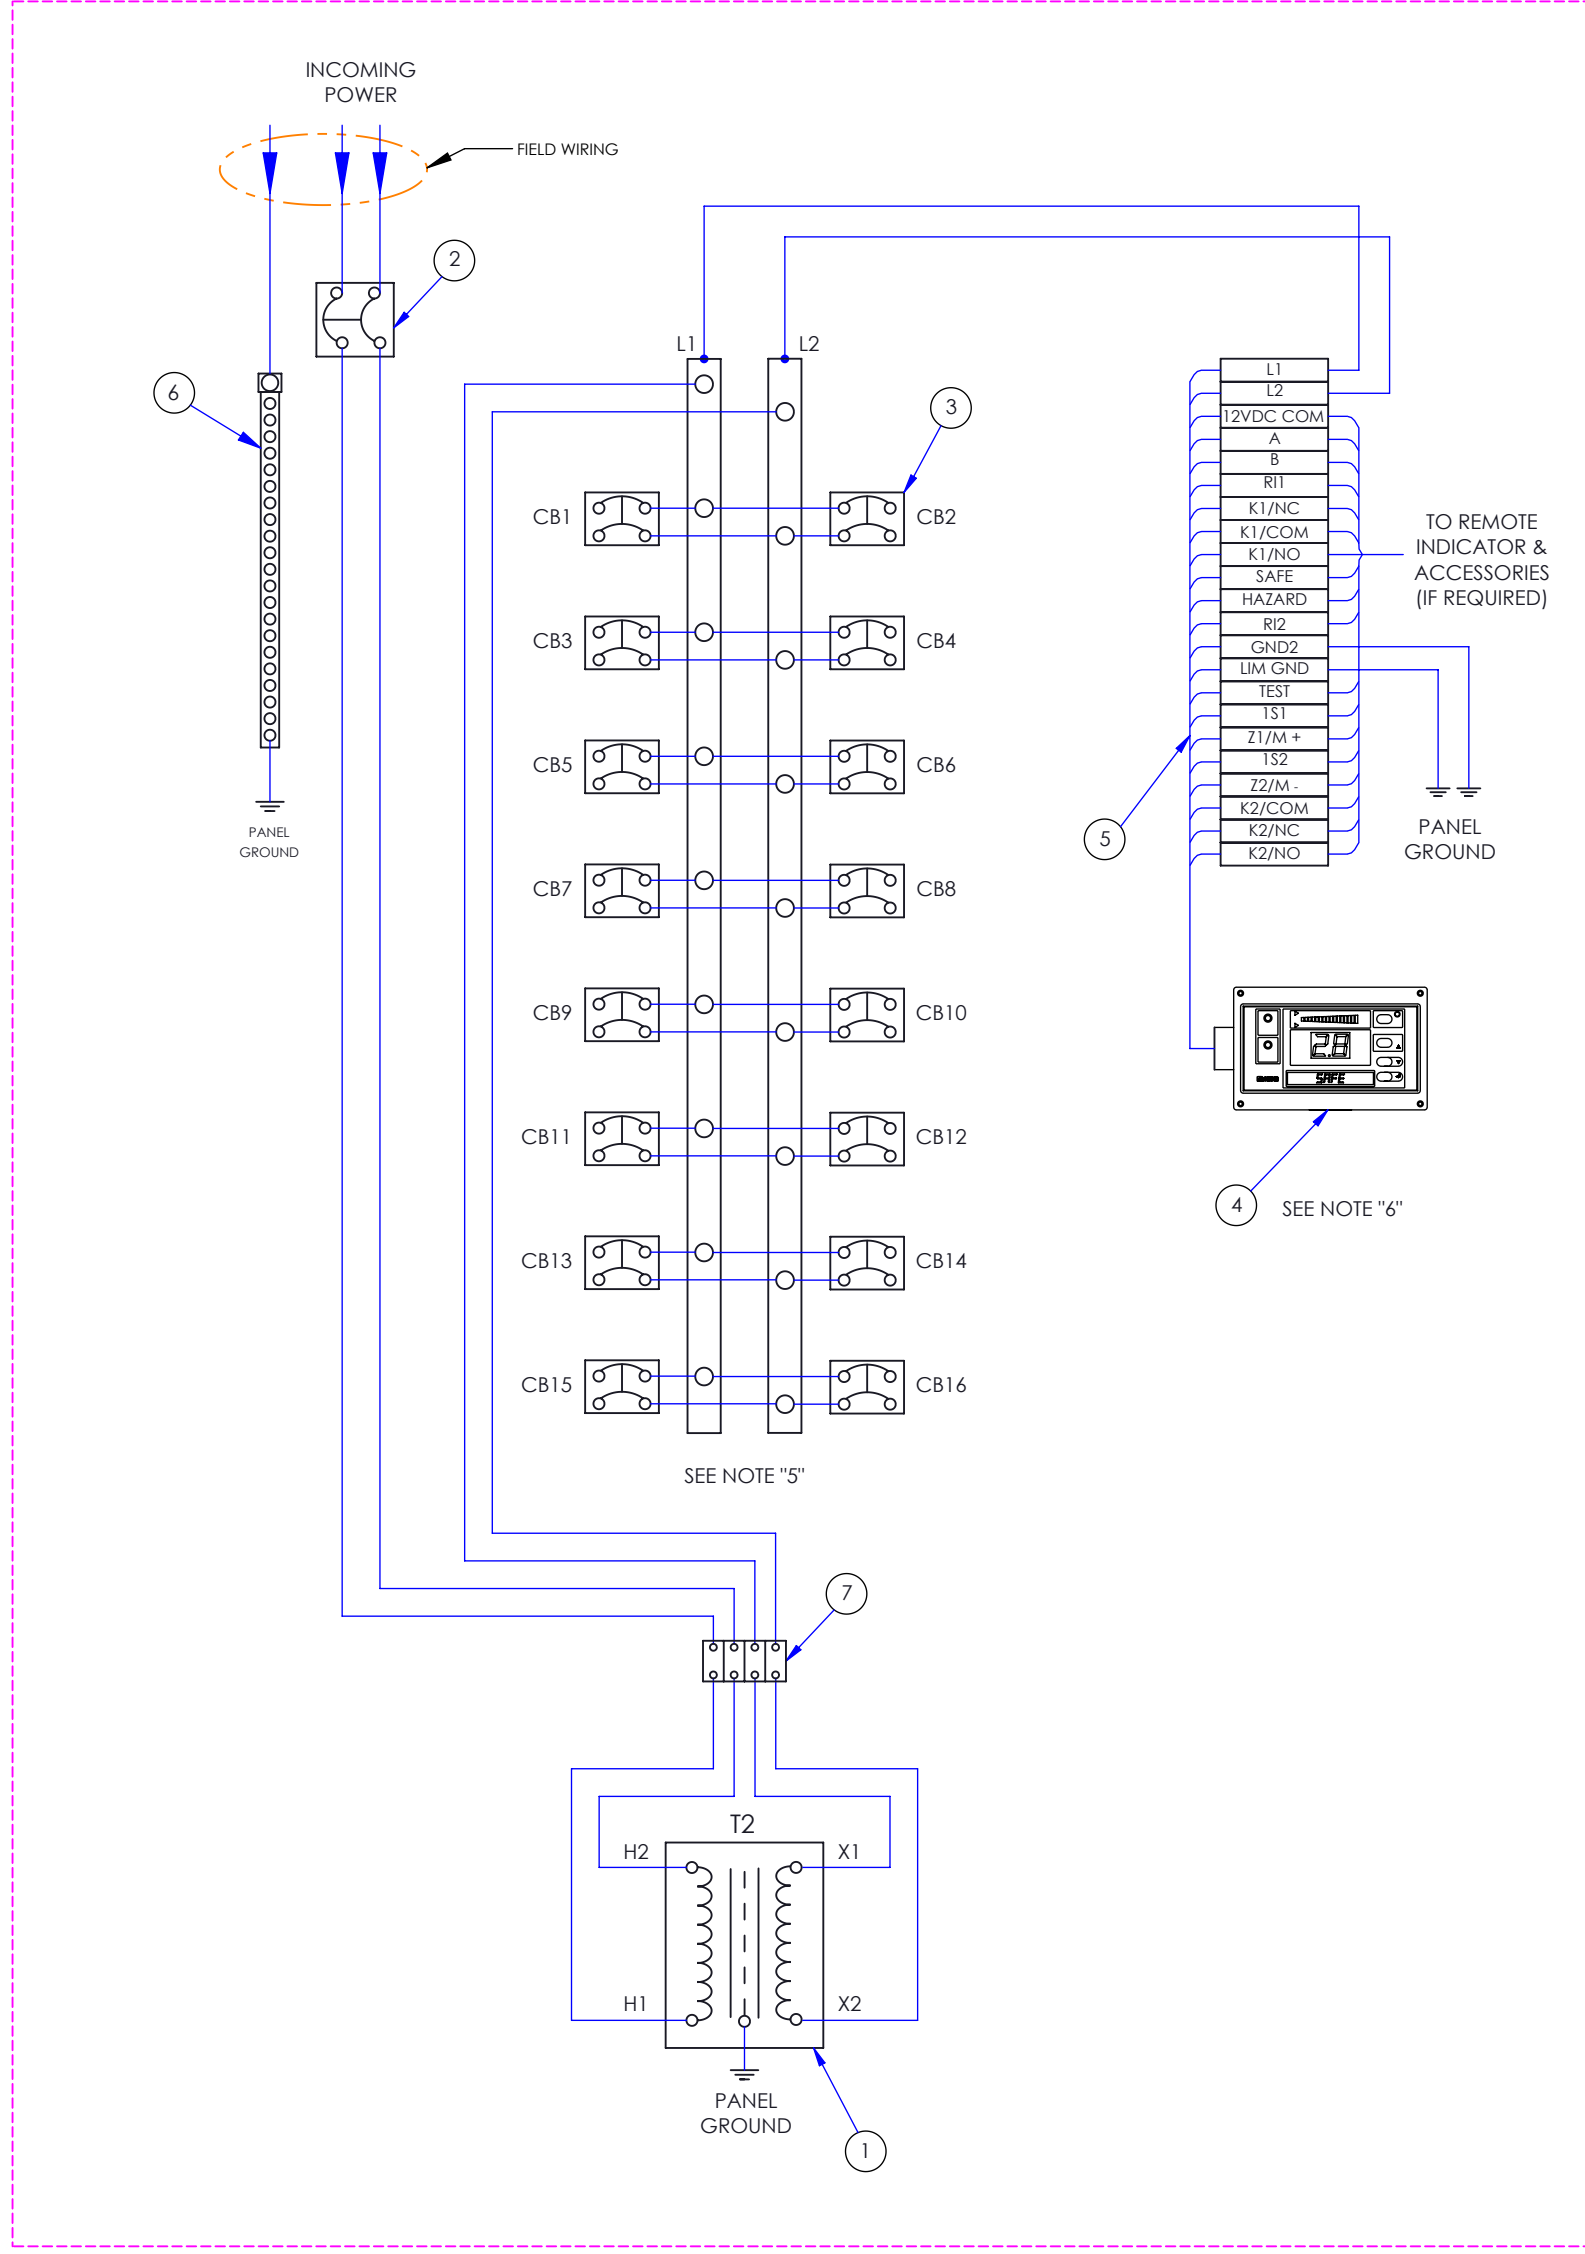 INCOMING
POWER
FIELD WIRING
2
6
PANEL
GROUND
L1
L2
3
CB1
CB2
CB3
CB4
CB5
CB6
CB7
CB8
CB9
CB10
CB11
CB12
CB13
CB14
CB15
CB16
SEE NOTE "5"
L1
L2
12VDC COM
A
B
RI1
K1/NC
K1/COM
K1/NO
SAFE
HAZARD
RI2
GND2
LIM GND
TEST
1S1
Z1/M +
1S2
Z2/M -
K2/COM
K2/NC
K2/NO
TO REMOTE
INDICATOR &
ACCESSORIES
(IF REQUIRED)
PANEL
GROUND
5
2.8
SAFE
4
SEE NOTE "6"
7
T2
H2
X1
H1
X2
PANEL
GROUND
1